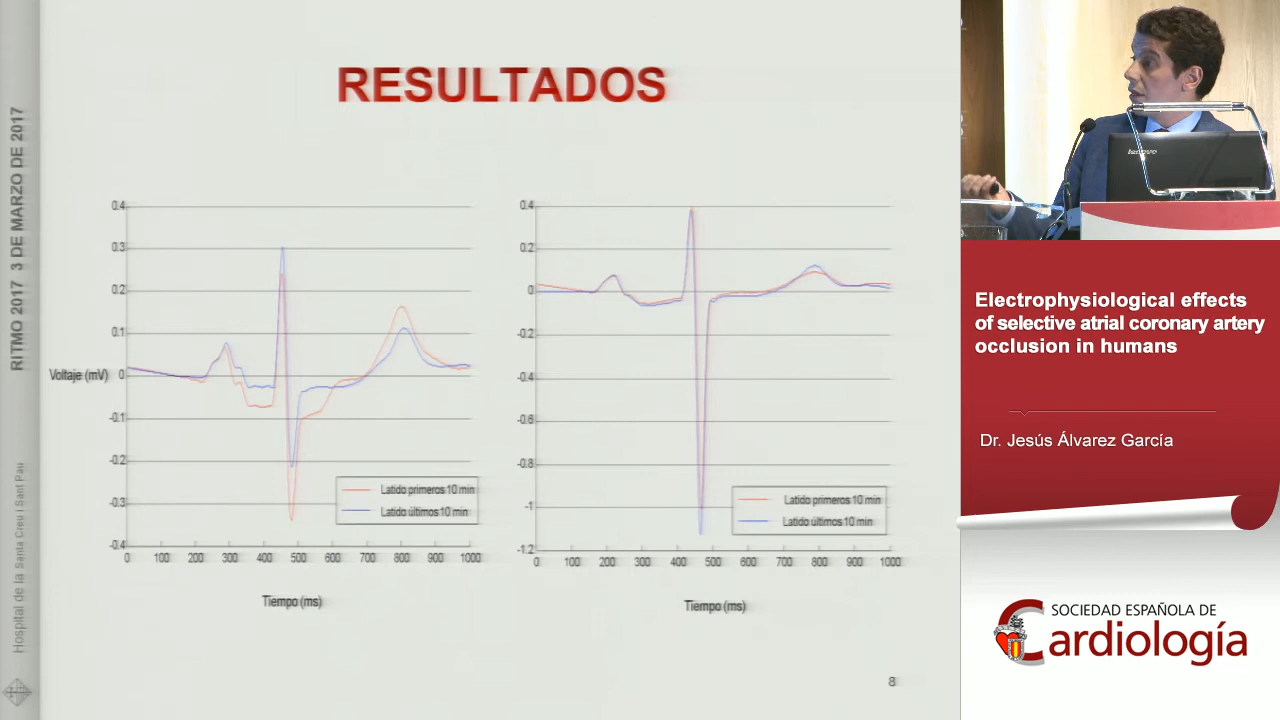 RITMO 2017 3 DE MARZO DE 2017
Hospital de la Santa Creu i Sant Pau
RESULTADOS
0.4
0.3
0.2
0.1
Voltaje (mV) 0
-0.1
-0.2
-0.3
-0.4
0 100 200 300 400 500 600 700 800 900 1000
Latido primeros 10 min
Latido últimos 10 min
Tiempo (ms)
0.4
0.2
0
-0.2
-0.4
-0.6
-0.8
-1
-1.2
0 100 200 300 400 500 600 700 800 900 1000
Latido primeros 10 min
Latido últimos 10 min
Tiempo (ms)
8
lenovo
Electrophysiological effects
of selective atrial coronary artery
occlusion in humans
Dr. Jesús Álvarez García
SOCIEDAD ESPAÑOLA DE
Cardiología